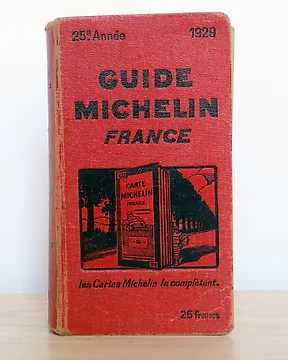 25e Année 1929
GUIDE
MICHELIN
FRANCE
CARTE
MICHELIN
FRANCE
les Cartes Michelin le complètent.
25 francs